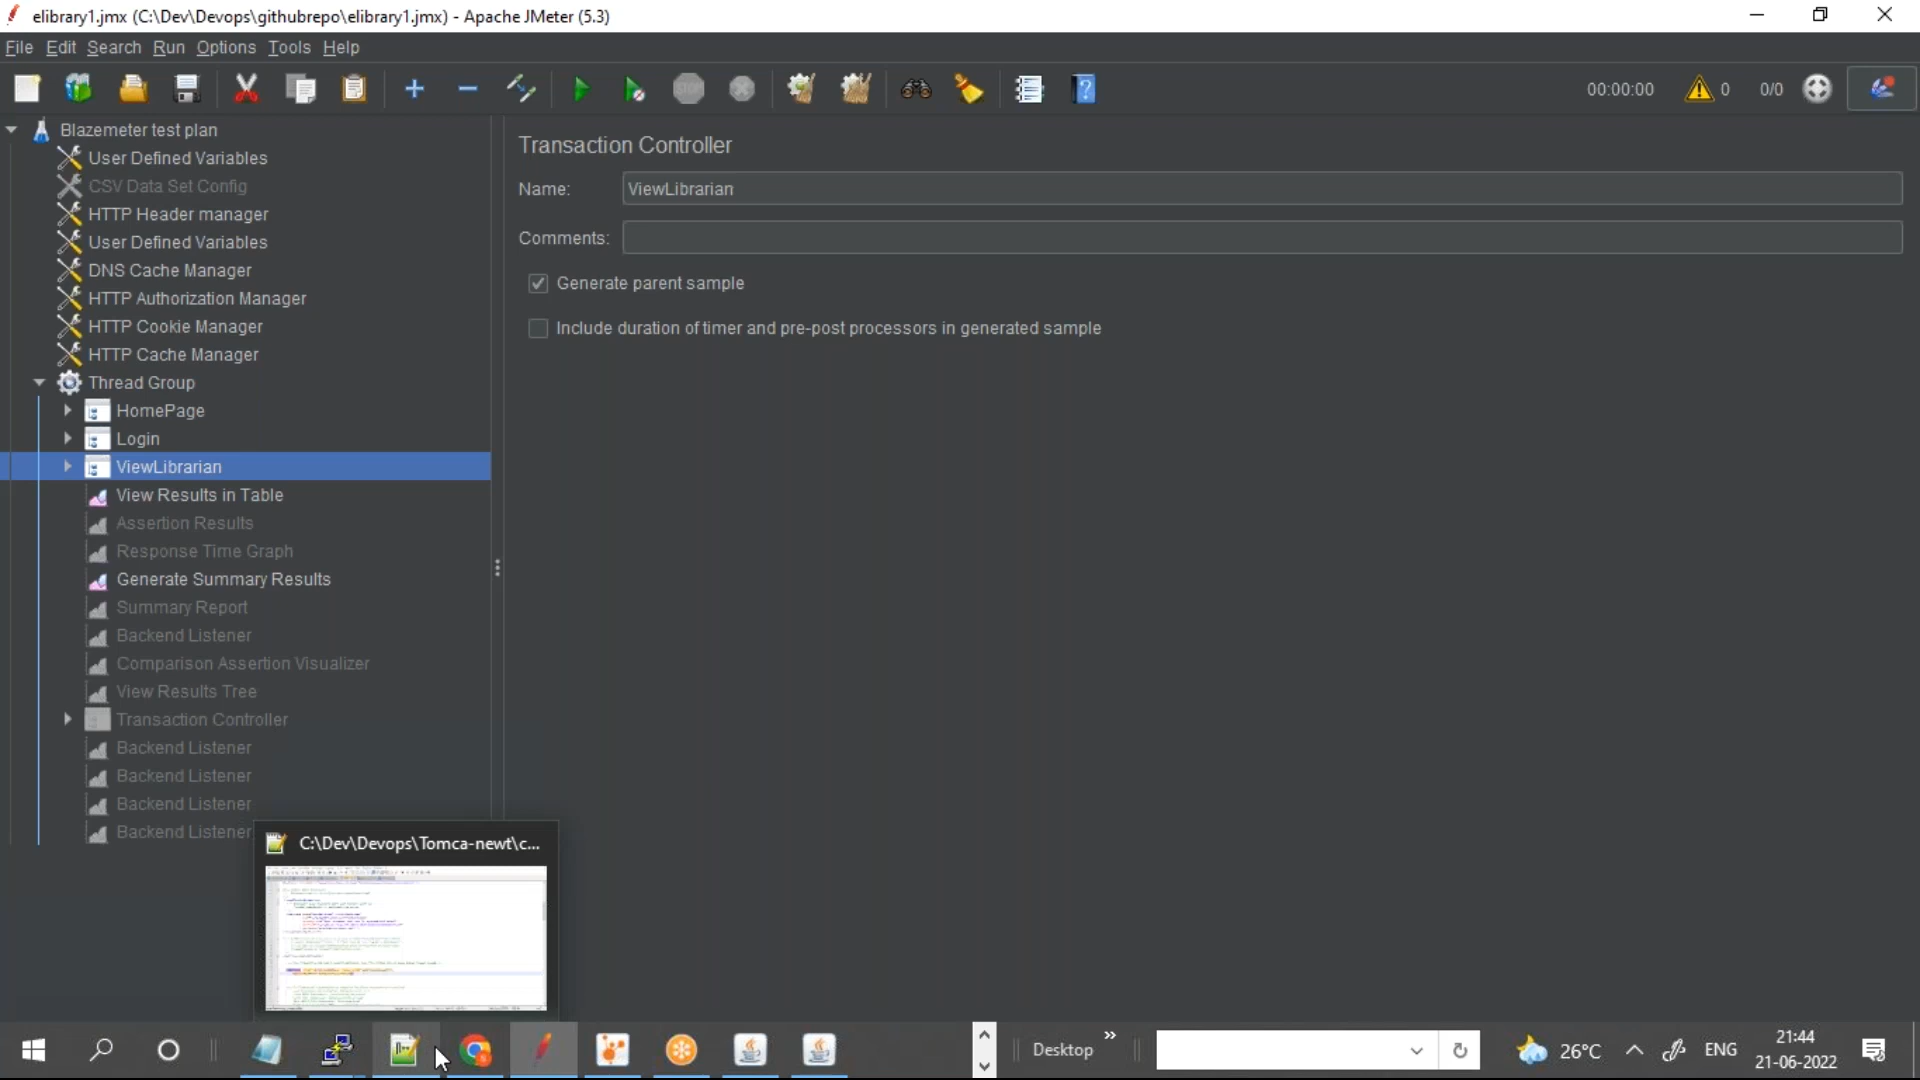 elibrary1.jmx (C:\Dev\Devops\githubrepo\elibrary1.jmx) - Apache JMeter (5.3)
File Edit Search Run Options Tools Help
00:00:00 0 0/0
Blazemeter test plan
User Defined Variables
CSV Data Set Config
HTTP Header manager
User Defined Variables
DNS Cache Manager
HTTP Authorization Manager
HTTP Cookie Manager
HTTP Cache Manager
Thread Group
HomePage
Login
ViewLibrarian
View Results in Table
Assertion Results
Response Time Graph
Generate Summary Results
Summary Report
Backend Listener
Comparison Assertion Visualizer
View Results Tree
Transaction Controller
Backend Listener
Backend Listener
Backend Listener
Backend Listener
Transaction Controller
Name: ViewLibrarian
Comments:
Generate parent sample
Include duration of timer and pre-post processors in generated sample
C:\Dev\Devops\Tomca-newt\c...
Desktop
26°C
ENG
21:44
21-06-2022